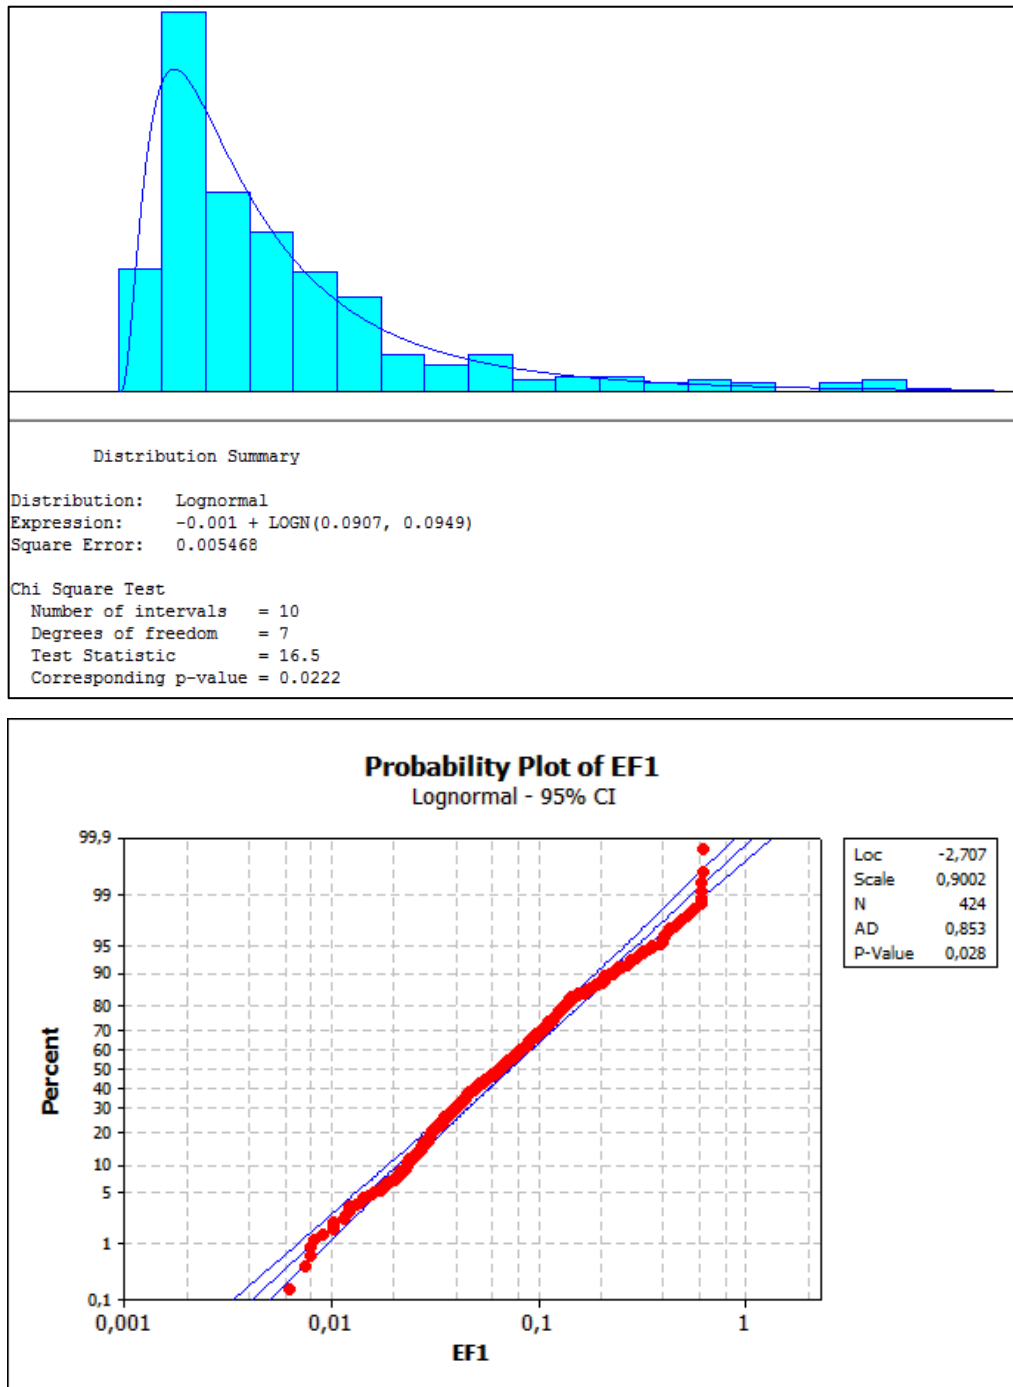 Distribution Summary
Distribution: Lognormal
Expression: -0.001 + LOGN(0.0907, 0.0949)
Square Error: 0.005468
Chi Square Test
Number of intervals = 10
Degrees of freedom = 7
Test Statistic = 16.5
Corresponding p-value = 0.0222
Probability Plot of EF1
Lognormal - 95% CI
Percent
99,9
99
95
90
80
70
60
50
40
30
20
10
5
1
0,1
0,001 0,01 0,1 1
EF1
Loc -2,707
Scale 0,9002
N 424
AD 0,853
P-Value 0,028